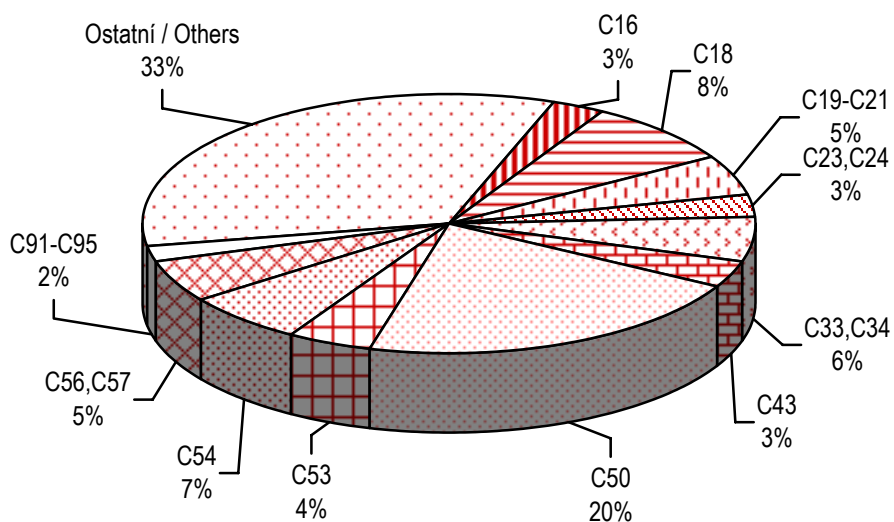 Ostatní / Others
33%
C16
3%
C18
8%
C19-C21
5%
C23,C24
3%
C33,C34
6%
C43
3%
C50
20%
C53
4%
C54
7%
C56,C57
5%
C91-C95
2%